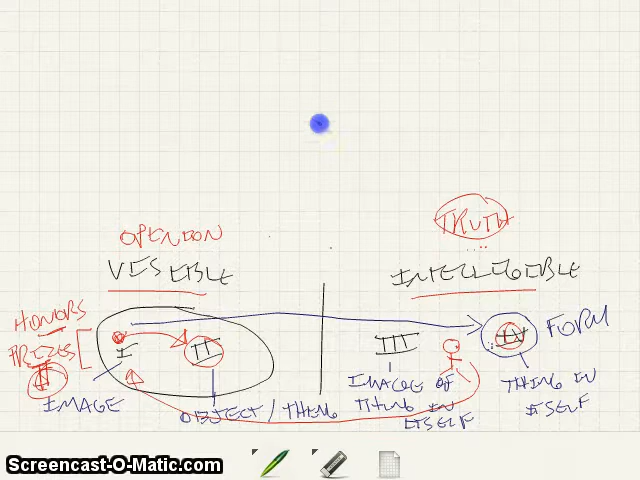 OPINION
TRUTH
VISIBLE
INTELLIGIBLE
HONORS
PRIZES
I
II
III
IV
FORM
IMAGE
OBJECT / THING
IMAGE OF
THING IN
ITSELF
THING IN
ITSELF
Screencast-O-Matic.com